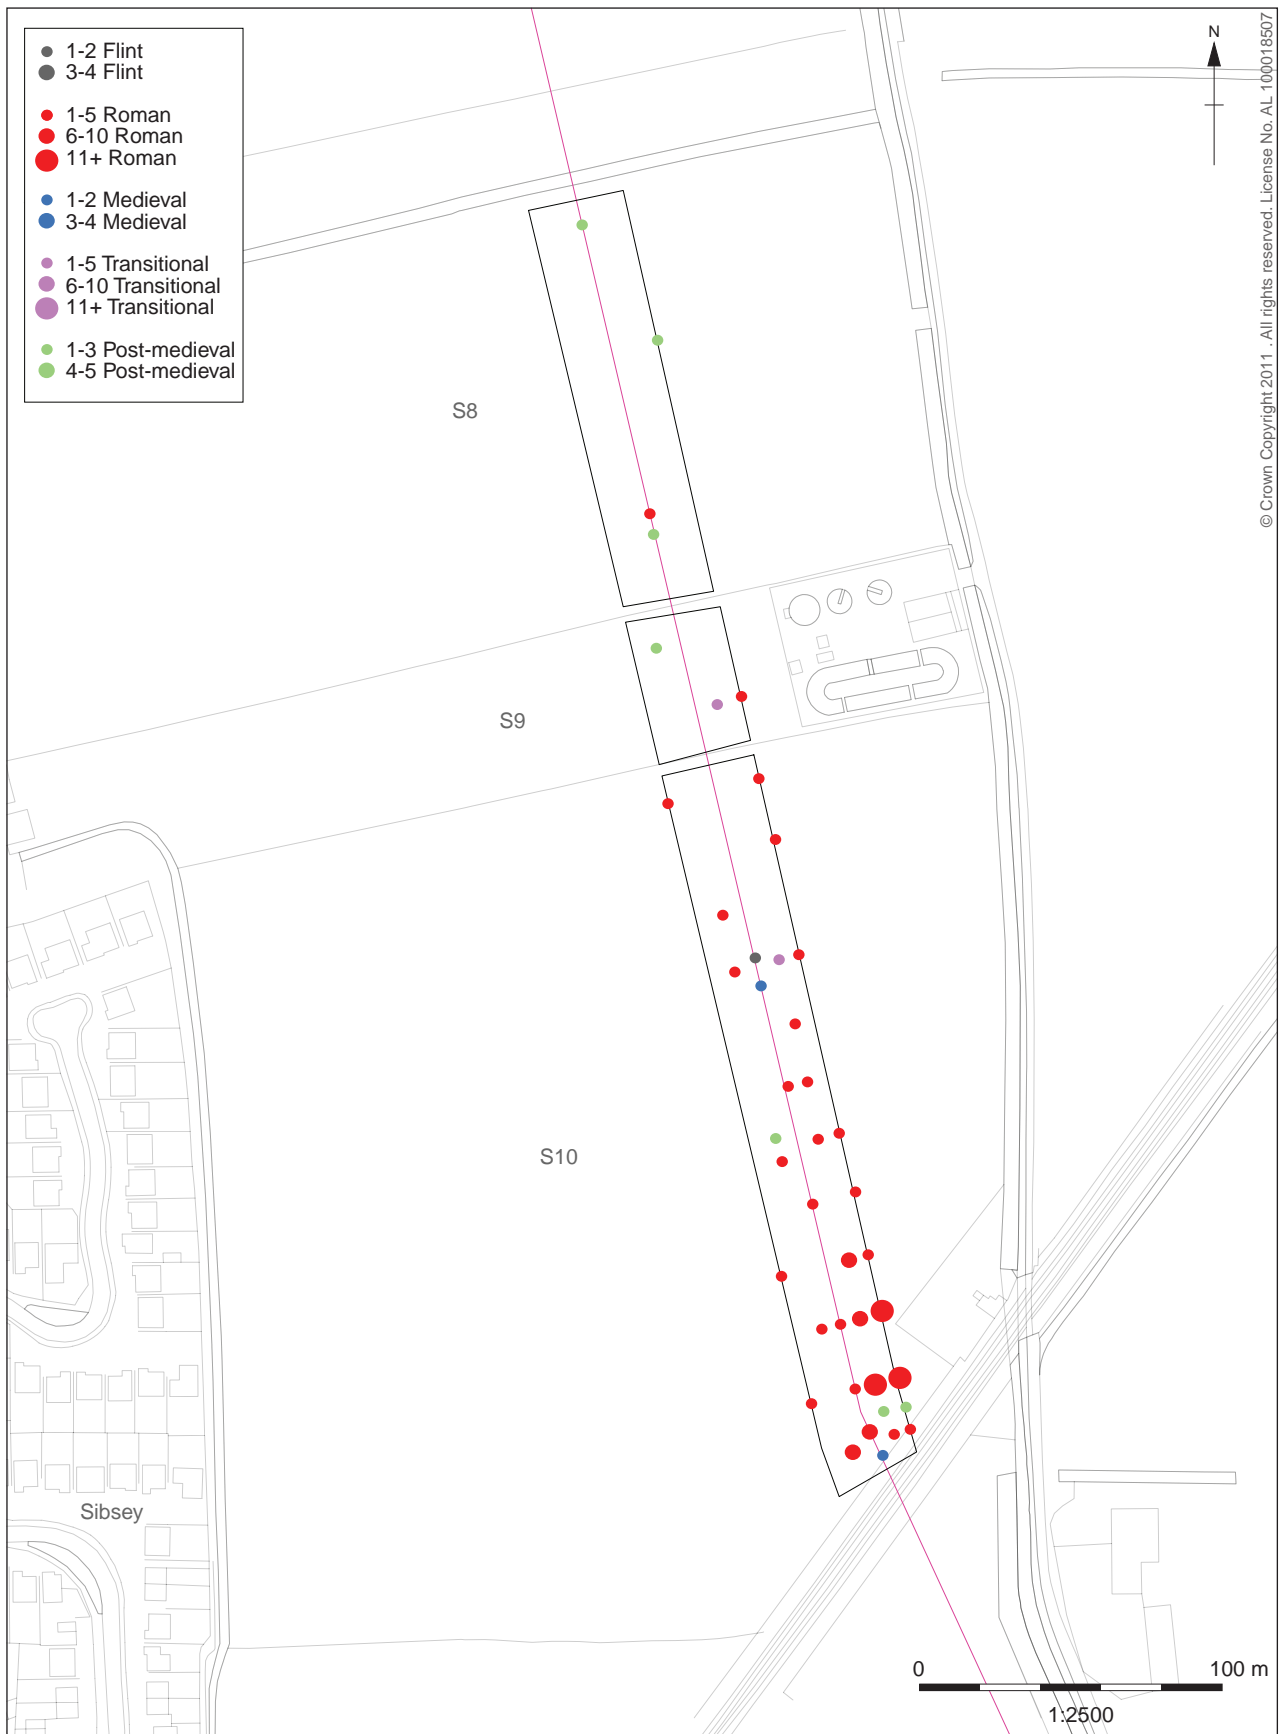 1-2 Flint
3-4 Flint
1-5 Roman
6-10 Roman
11+ Roman
1-2 Medieval
3-4 Medieval
1-5 Transitional
6-10 Transitional
11+ Transitional
1-3 Post-medieval
4-5 Post-medieval
N
© Crown Copyright 2011 . All rights reserved. License No. AL 100018507
S8
S9
S10
Sibsey
0 100 m
1:2500